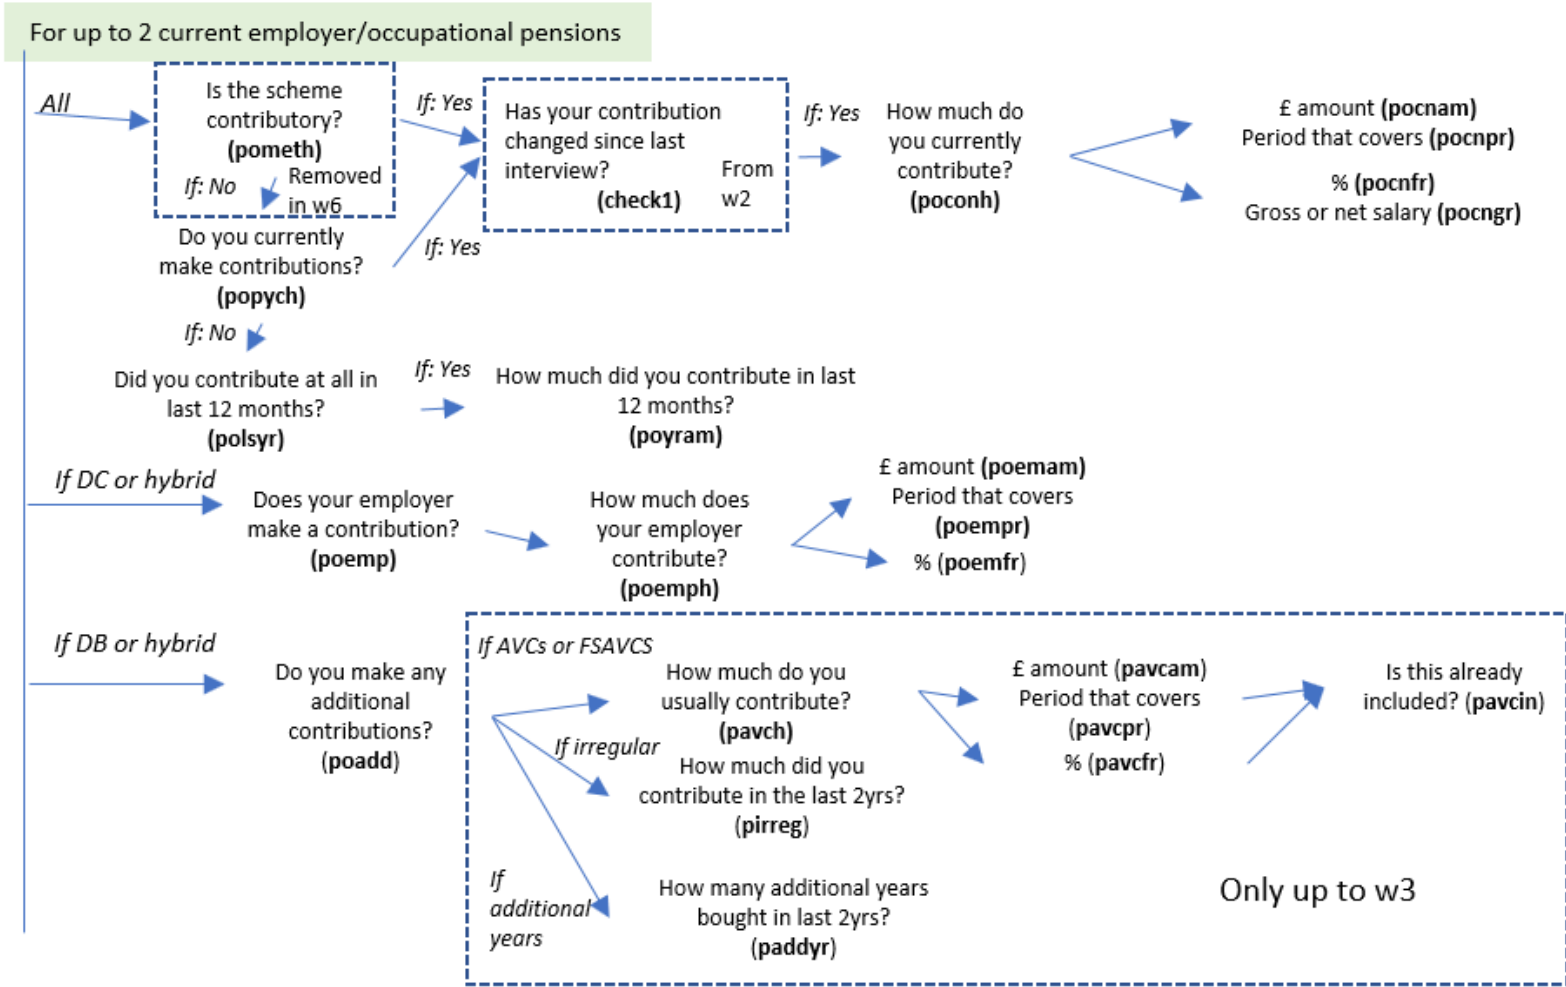 For up to 2 current employer/occupational pensions
All
Is the scheme
contributory?
(pometh)
If: No
Removed
in w6
If: Yes
Has your contribution
changed since last
interview?
(check1)
From
w2
If: Yes
How much do
you currently
contribute?
(poconh)
£ amount (pocnam)
Period that covers (pocnpr)
% (pocnfr)
Gross or net salary (pocngr)
Do you currently
make contributions?
(popych)
If: Yes
If: No
Did you contribute at all in
last 12 months?
(polsyr)
If: Yes
How much did you contribute in last
12 months?
(poyram)
If DC or hybrid
Does your employer
make a contribution?
(poemp)
How much does
your employer
contribute?
(poemph)
£ amount (poemam)
Period that covers
(poempr)
% (poemfr)
If DB or hybrid
Do you make any
additional
contributions?
(poadd)
If AVCs or FSAVCS
How much do you
usually contribute?
(pavch)
£ amount (pavcam)
Period that covers
(pavcpr)
% (pavcfr)
Is this already
included? (pavcin)
If irregular
How much did you
contribute in the last 2yrs?
(pirreg)
If
additional
years
How many additional years
bought in last 2yrs?
(paddyr)
Only up to w3